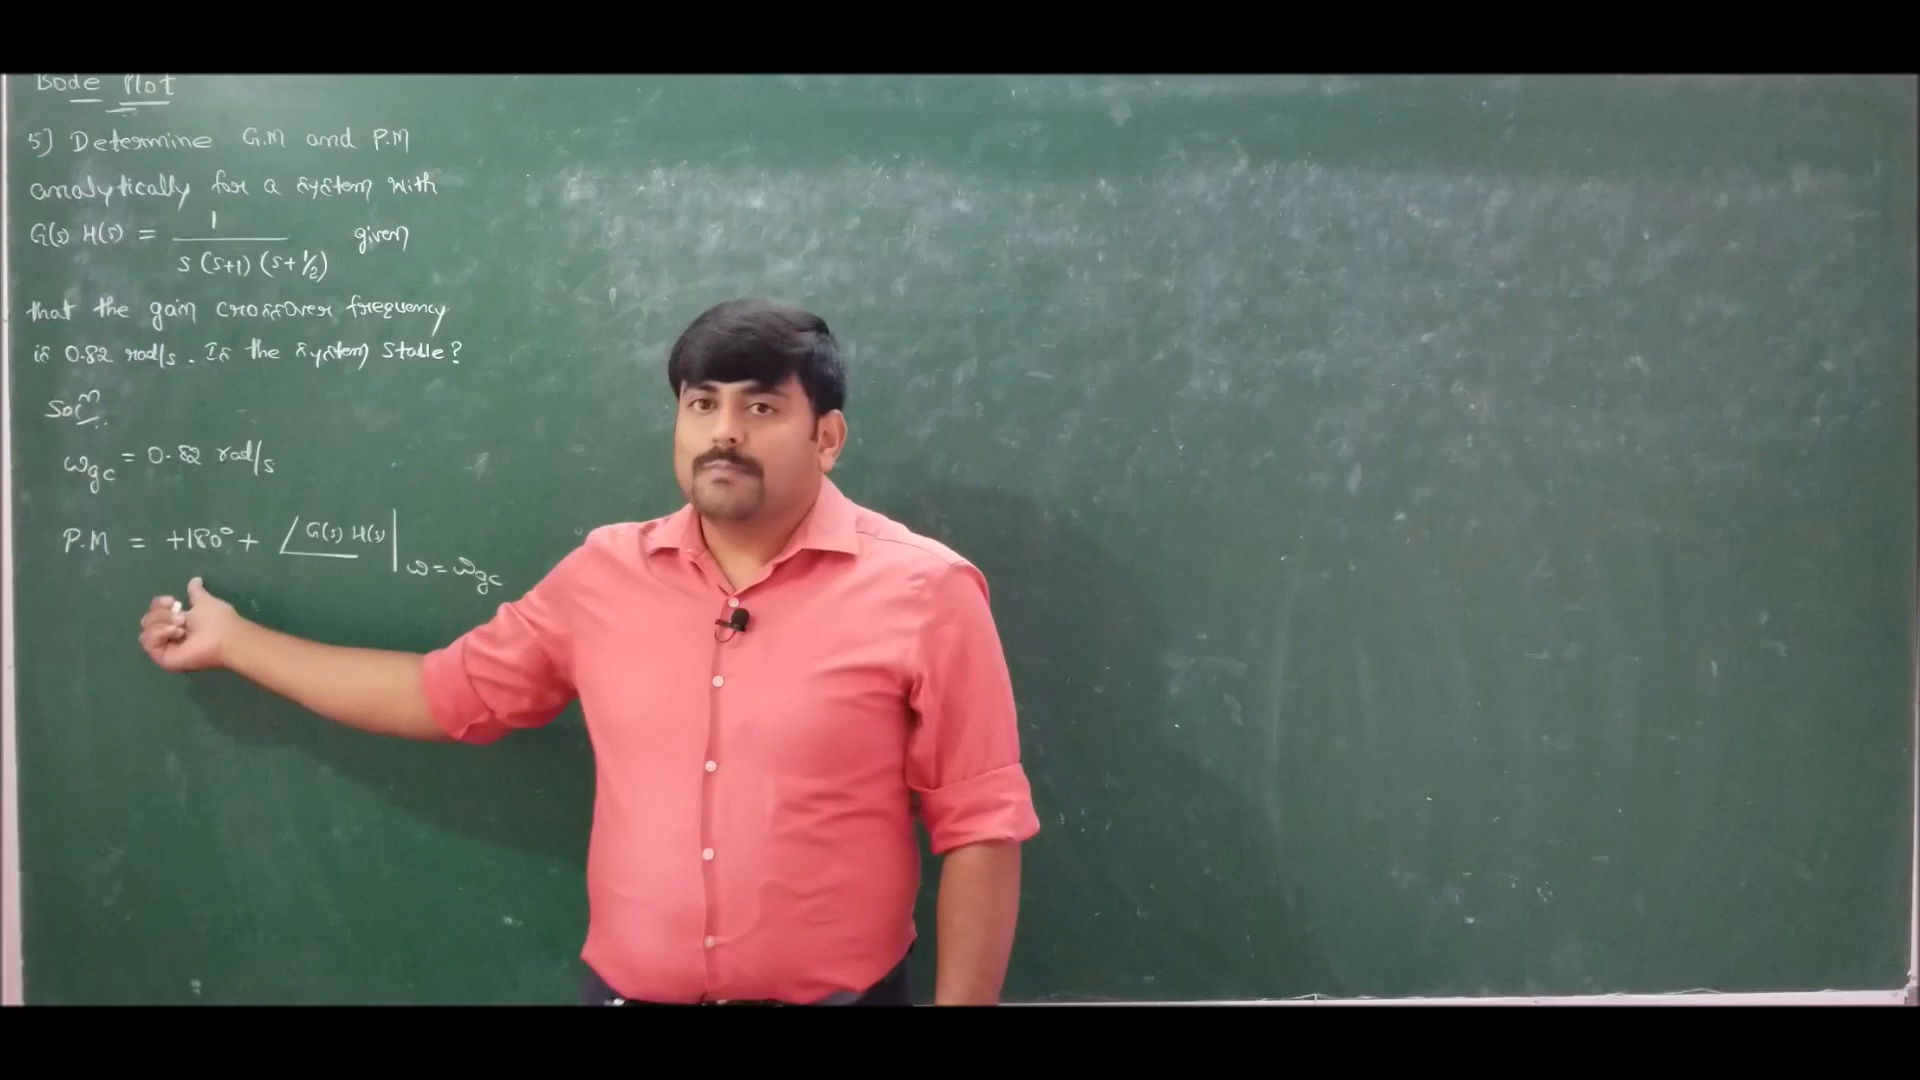 Bode Plot
5) Determine G.M and P.M
analytically for a system with
G(s) H(s) = 1 / s (s+1) (s+1/2) given
that the gain crossover frequency
is 0.82 rad/s. Is the system stable?
Solⁿ
ωgc = 0.82 rad/s
P.M = +180° + ∠G(s) H(s)| ω = ωgc